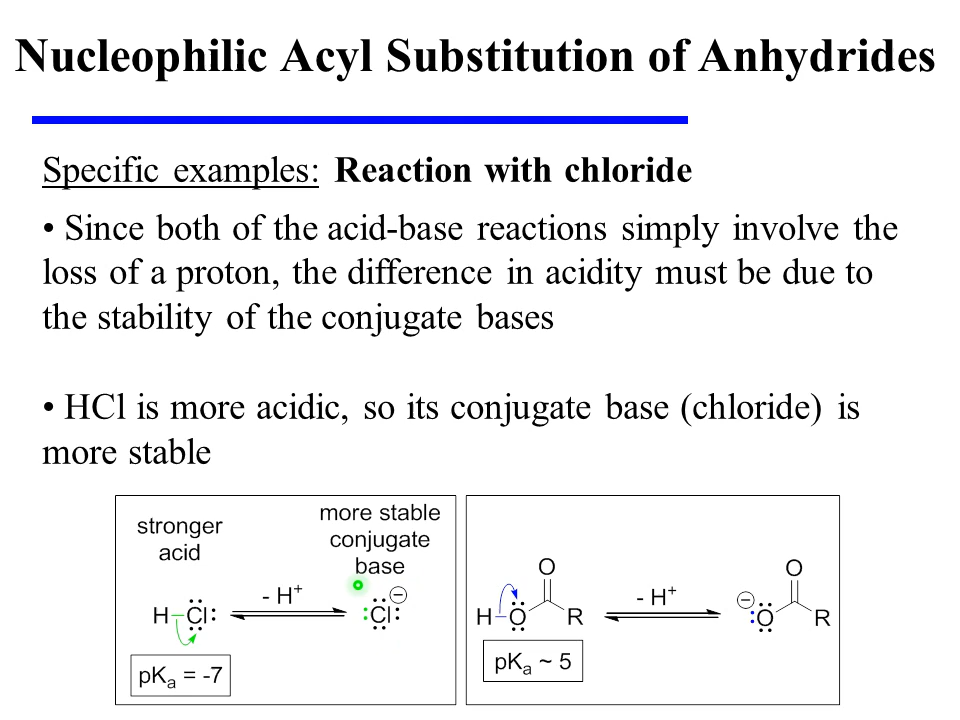 Nucleophilic Acyl Substitution of Anhydrides
Specific examples: Reaction with chloride
• Since both of the acid-base reactions simply involve the
loss of a proton, the difference in acidity must be due to
the stability of the conjugate bases
• HCl is more acidic, so its conjugate base (chloride) is
more stable
stronger
acid
more stable
conjugate
base
- H⁺
H Cl
Cl −
pKₐ = -7
O
H O R
- H⁺
O
− O R
pKₐ ~ 5